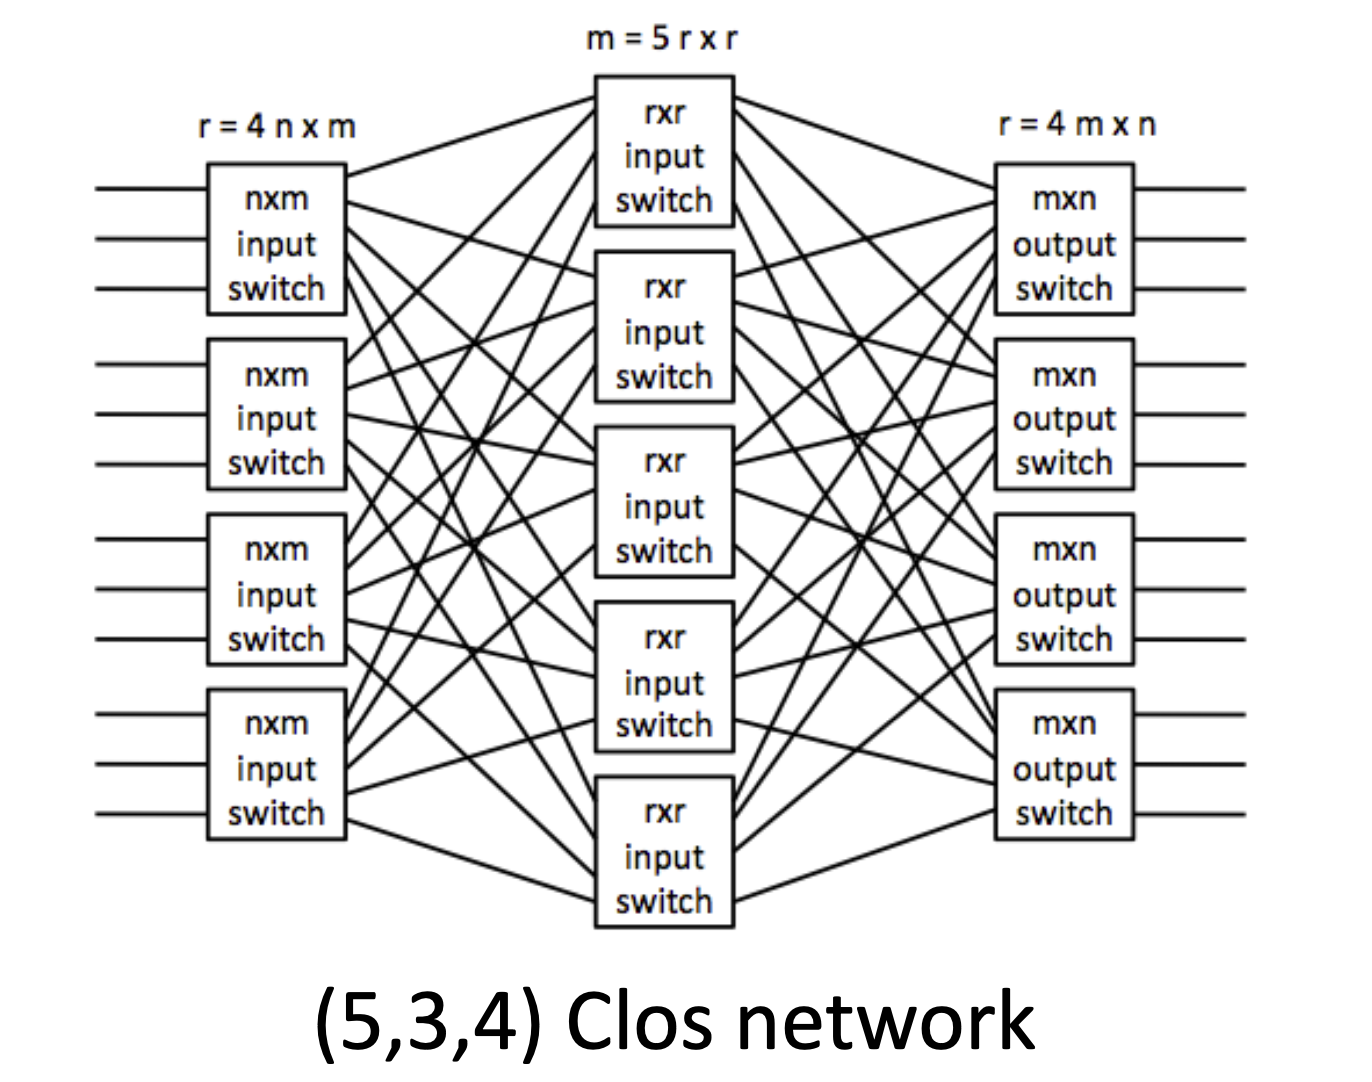 m = 5 r x r
r = 4 n x m
r = 4 m x n
nxm
input
switch
nxm
input
switch
nxm
input
switch
nxm
input
switch
rxr
input
switch
rxr
input
switch
rxr
input
switch
rxr
input
switch
rxr
input
switch
mxn
output
switch
mxn
output
switch
mxn
output
switch
mxn
output
switch
(5,3,4) Clos network